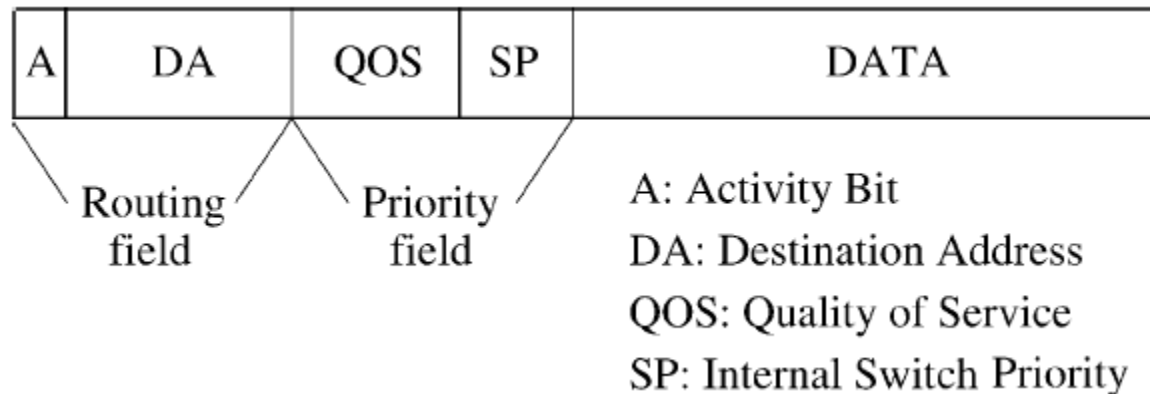 A DA QOS SP DATA
Routing field
Priority field
A: Activity Bit
DA: Destination Address
QOS: Quality of Service
SP: Internal Switch Priority